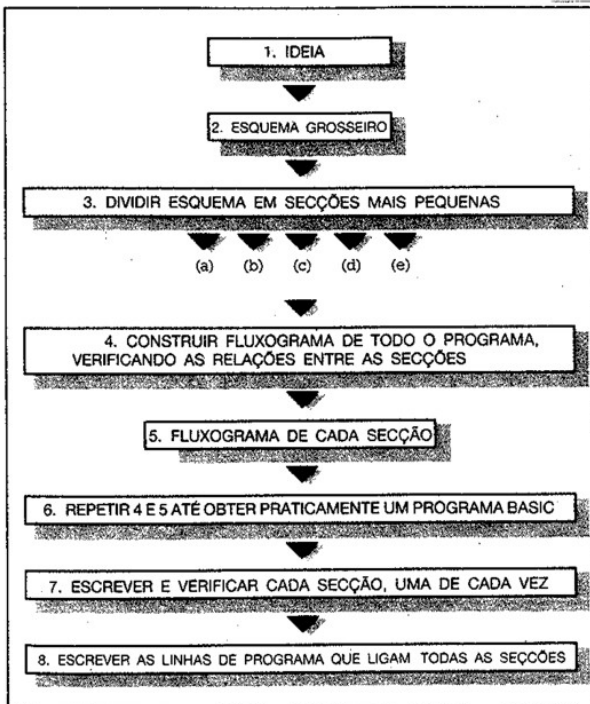 1. IDEIA
2. ESQUEMA GROSSEIRO
3. DIVIDIR ESQUEMA EM SECÇÕES MAIS PEQUENAS
(a) (b) (c) (d) (e)
4. CONSTRUIR FLUXOGRAMA DE TODO O PROGRAMA,
VERIFICANDO AS RELAÇÕES ENTRE AS SECÇÕES
5. FLUXOGRAMA DE CADA SECÇÃO
6. REPETIR 4 E 5 ATÉ OBTER PRATICAMENTE UM PROGRAMA BASIC
7. ESCREVER E VERIFICAR CADA SECÇÃO, UMA DE CADA VEZ
8. ESCREVER AS LINHAS DE PROGRAMA QUE LIGAM TODAS AS SECÇÕES